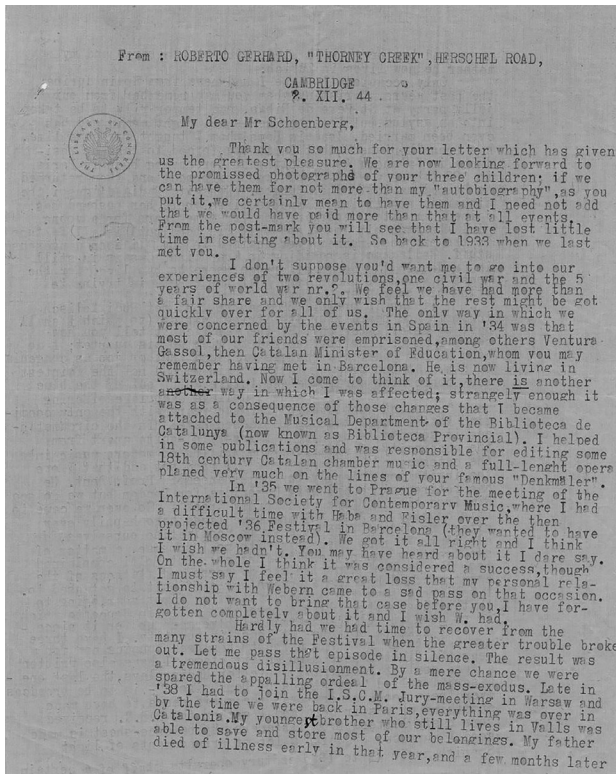 From : ROBERTO GERHARD, "THORNEY CREEK",HERSCHEL ROAD,
CAMBRIDGE
2. XII. 44
THE LIBRARY OF CONGRESS
My dear Mr Schoenberg,
Thank you so much for your letter which has given
us the greatest pleasure. We are now looking forward to
the promissed photographs of your three children; if we
can have them for not more than my "autobiography",as you
put it,we certainly mean to have them and I need not add
that we would have paid more than that at all events.
From the post-mark you will see that I have lost little
time in setting about it.  So back to 1933 when we last
met you.
I don't suppose you'd want me to go into our
experiences of two revolutions,one civil war and the 5
years of world war nr.2. We feel we have had more than
a fair share and we only wish that the rest might be got
quickly over for all of us.  The only way in which we
were concerned by the events in Spain in '34 was that
most of our friends were emprisoned,among others Ventura
Gassol,then Catalan Minister of Education,whom you may
remember having met in Barcelona. He is now living in
Switzerland. Now I come to think of it,there is another
another way in which I was affected; strangely enough it
was as a consequence of those changes that I became
attached to the Musical Department of the Biblioteca de
Catalunya (now known as Biblioteca Provincial). I helped
in some publications and was responsible for editing some
18th century Catalan chamber music and a full-lenght opera
planed very much on the lines of your famous "Denkmäler".
In '35 we went to Prague for the meeting of the
International Society for Contemporary Music,where I had
a difficult time with Haba and Eisler over the then
projected '36 Festival in Barcelona (they wanted to have
it in Moscow instead). We got it all right and I think
I wish we hadn't. You may have heard about it I dare say.
On the whole I think it was considered a success,though
I must say I feel it a great loss that my personal rela-
tionship with Webern came to a sad pass on that occasion.
I do not want to bring that case before you,I have for-
gotten completely about it and I wish W. had.
Hardly had we had time to recover from the
many strains of the Festival when the greater trouble broke
out. Let me pass that episode in silence. The result was
a tremendous disillusionment. By a mere chance we were
spared the appalling ordeal of the mass-exodus. Late in
'38 I had to join the I.S.C.M. Jury-meeting in Warsaw and
by the time we were back in Paris,everything was over in
Catalonia.My youngest brother who still lives in Valls was
able to save and store most of our belongings. My father
died of illness early in that year,and a few months later